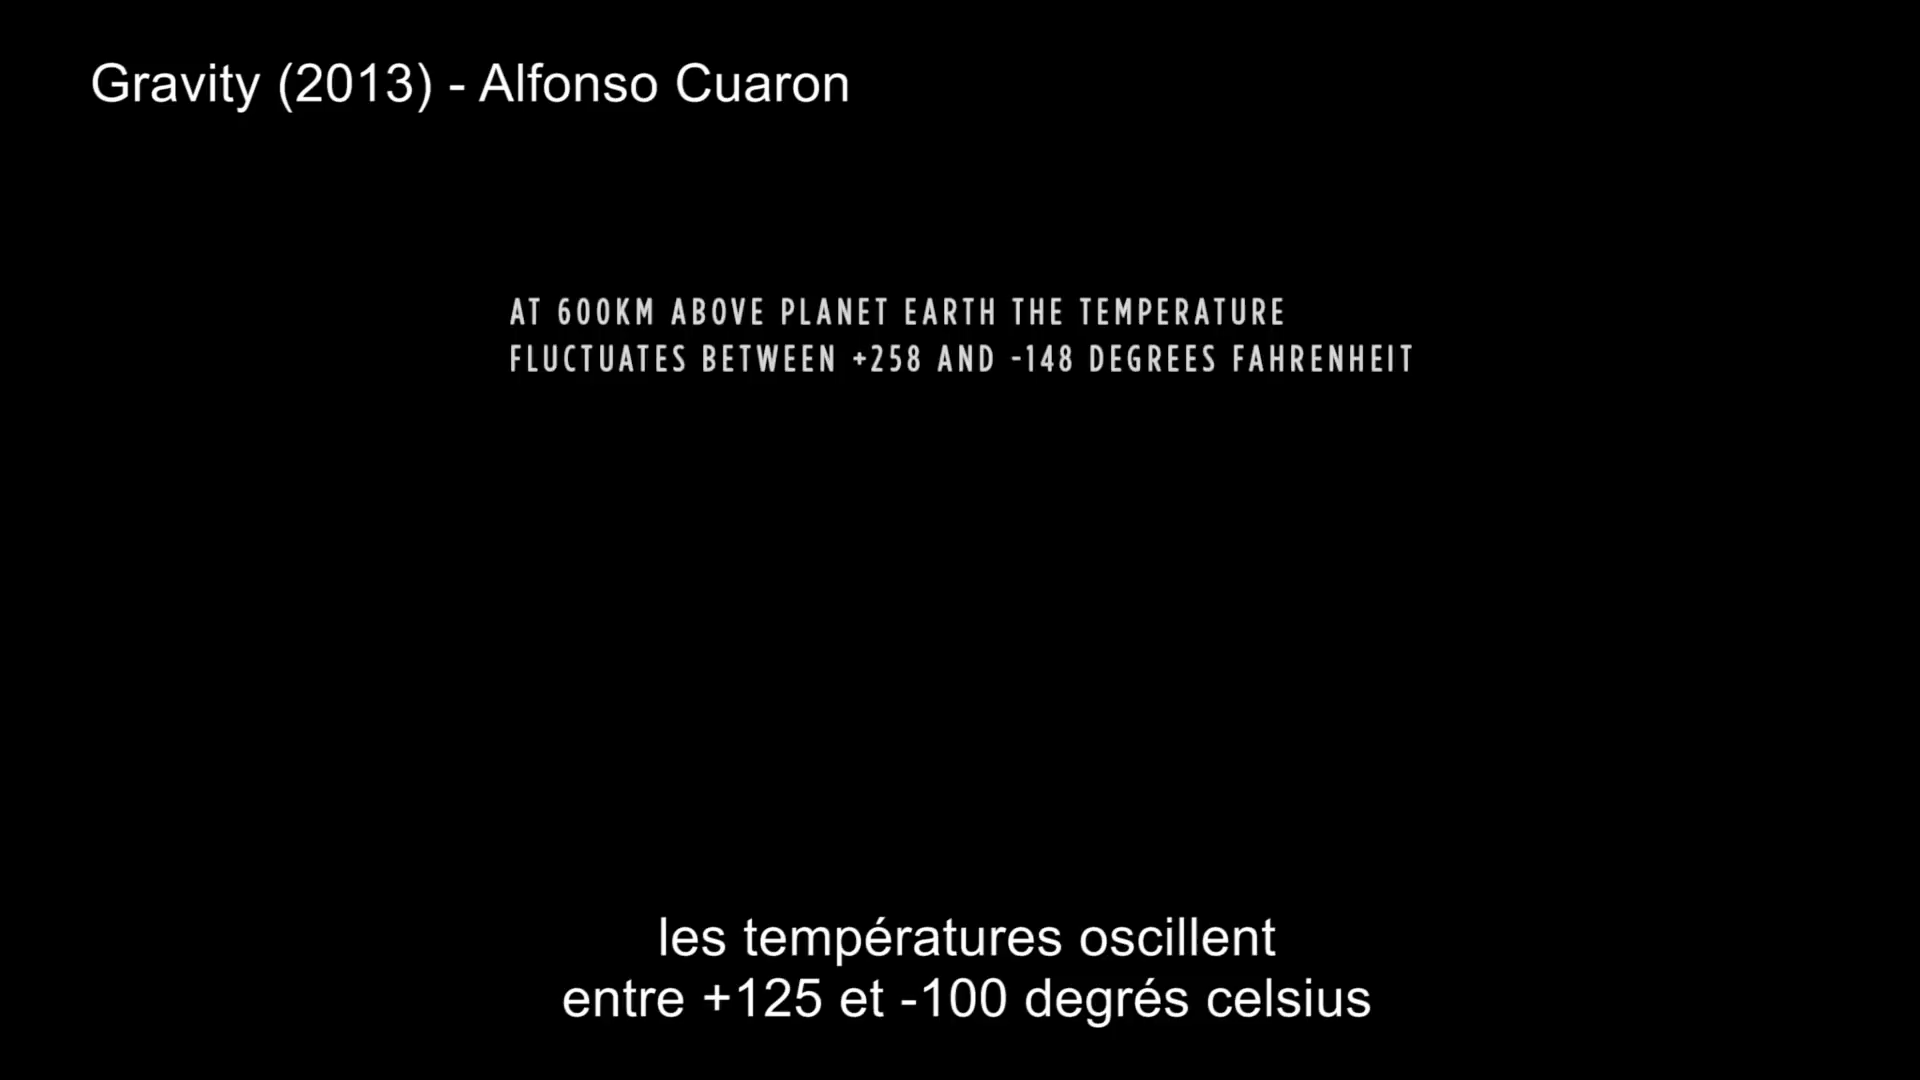 Gravity (2013) - Alfonso Cuaron
AT 600KM ABOVE PLANET EARTH THE TEMPERATURE
FLUCTUATES BETWEEN +258 AND -148 DEGREES FAHRENHEIT
les températures oscillent
entre +125 et -100 degrés celsius